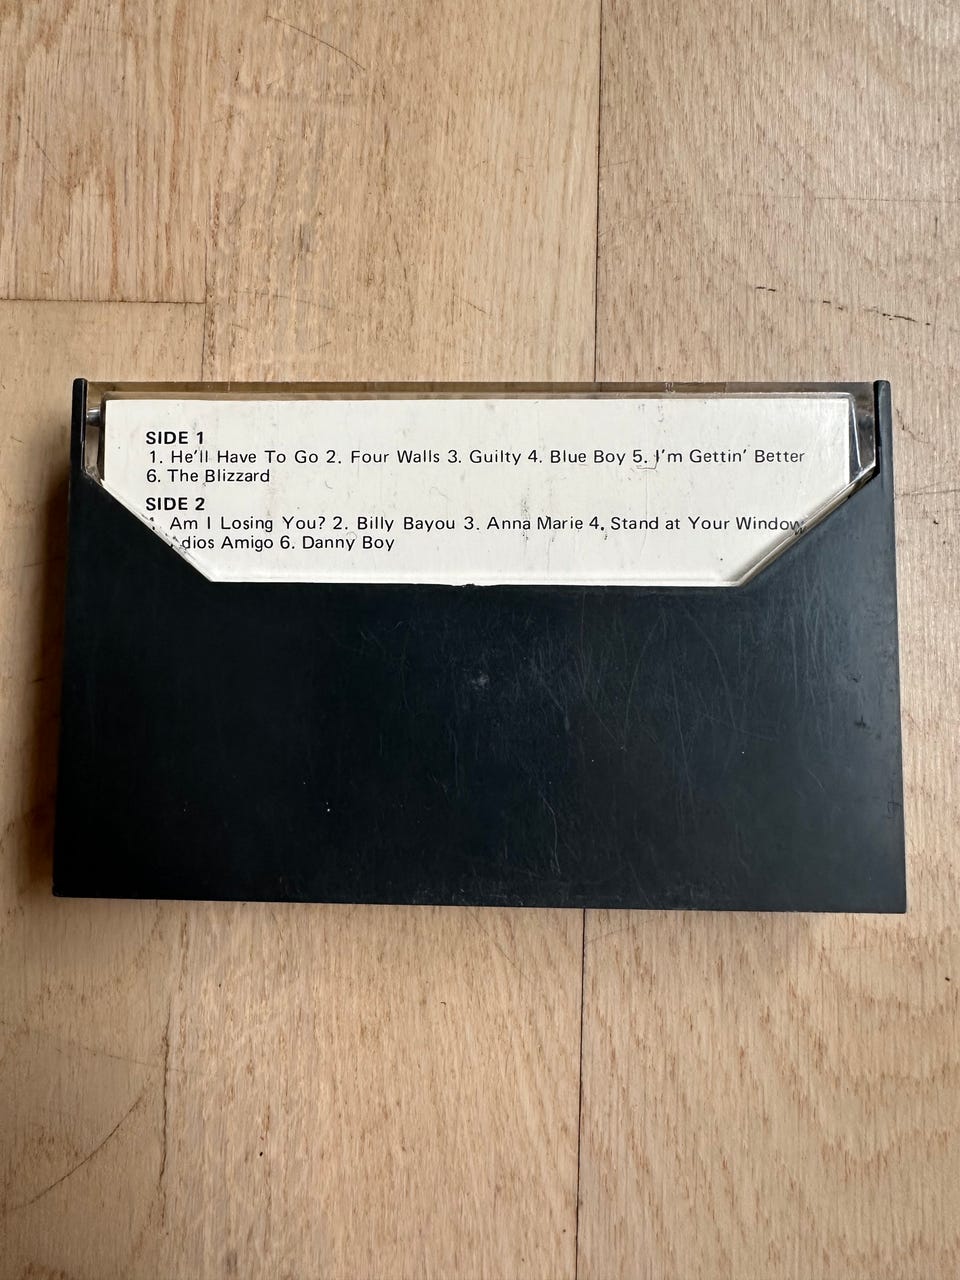 SIDE 1
1. He'll Have To Go 2. Four Walls 3. Guilty 4. Blue Boy 5. I'm Gettin' Better
6. The Blizzard
SIDE 2
1. Am I Losing You? 2. Billy Bayou 3. Anna Marie 4. Stand at Your Window
Adios Amigo 6. Danny Boy